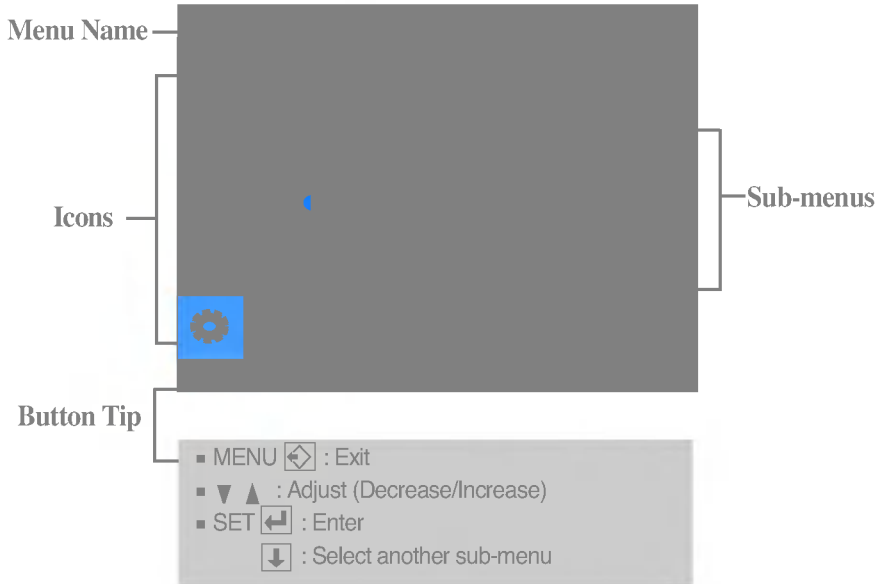 Menu Name
Icons
Sub-menus
Button Tip
■ MENU : Exit
■ ▼ ▲ : Adjust (Decrease/Increase)
■ SET : Enter
: Select another sub-menu